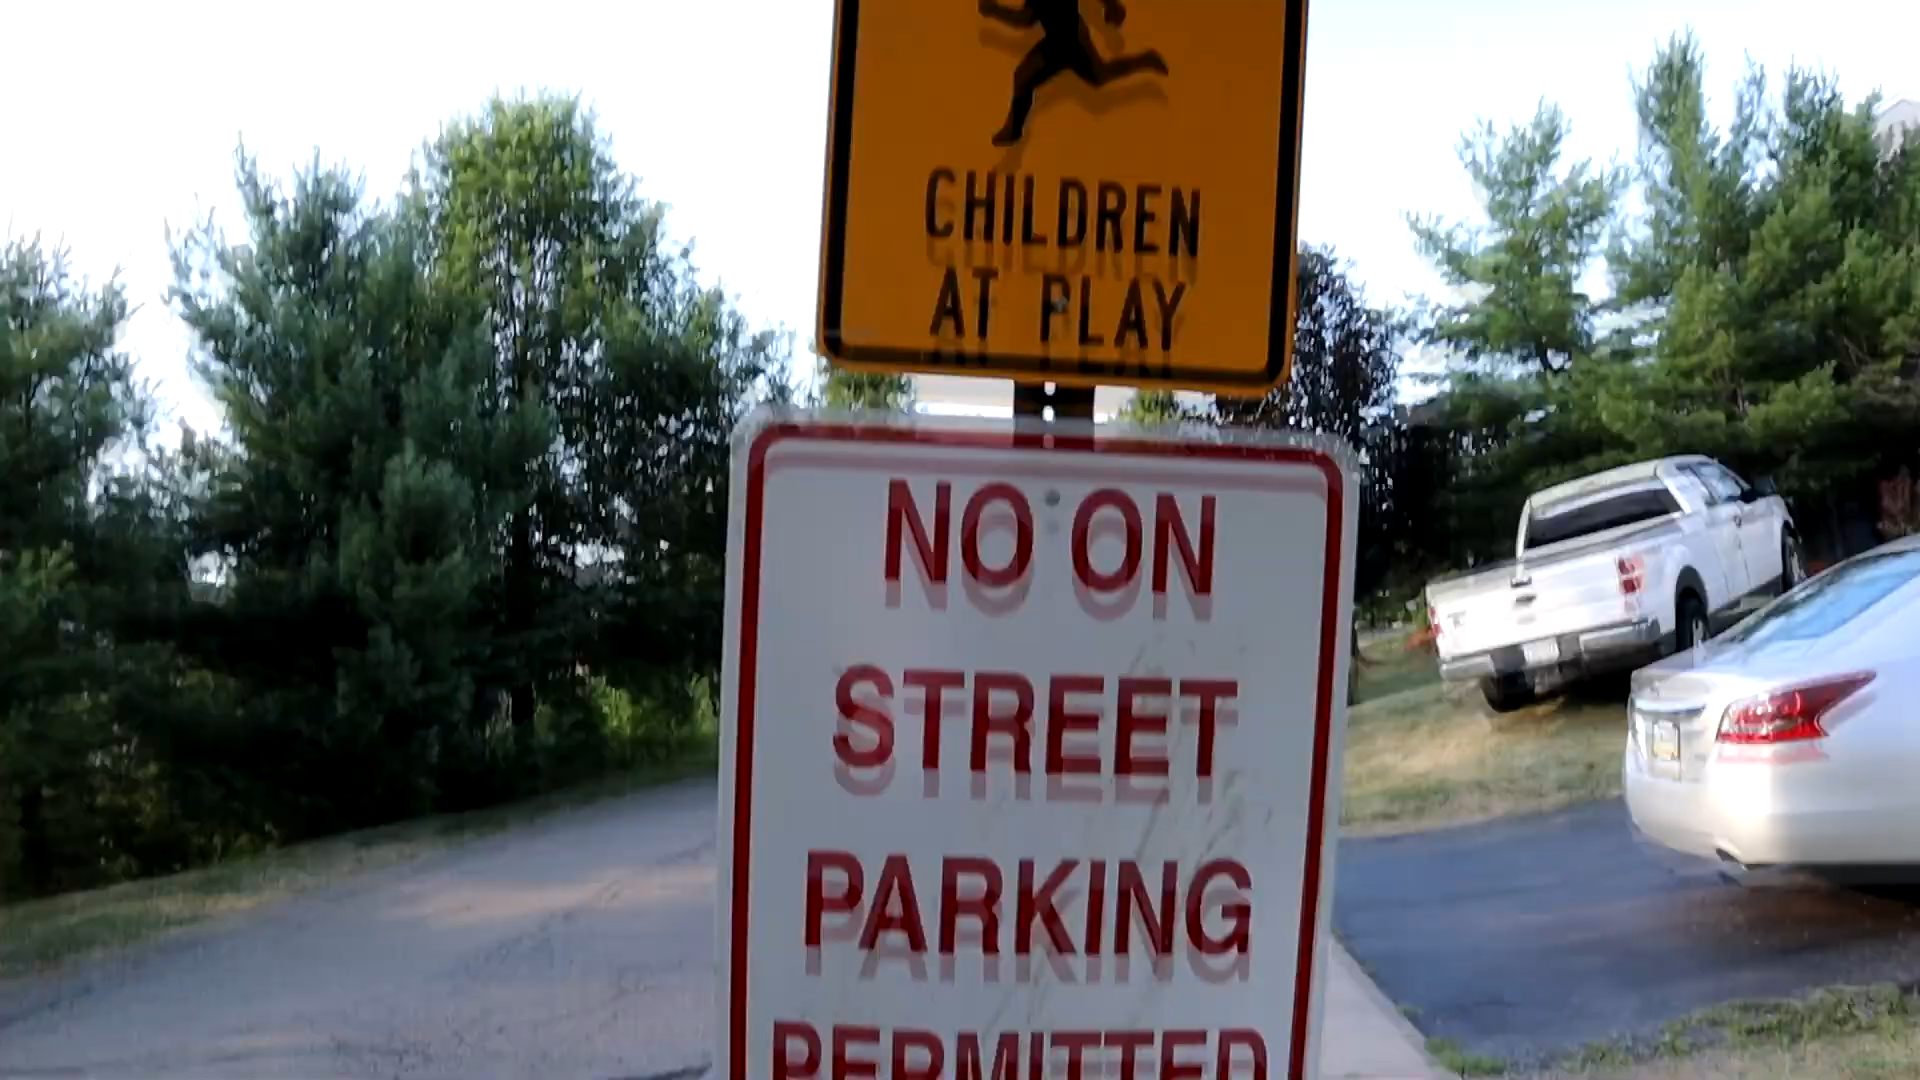 CHILDREN
AT PLAY
NO ON
STREET
PARKING
PERMITTED